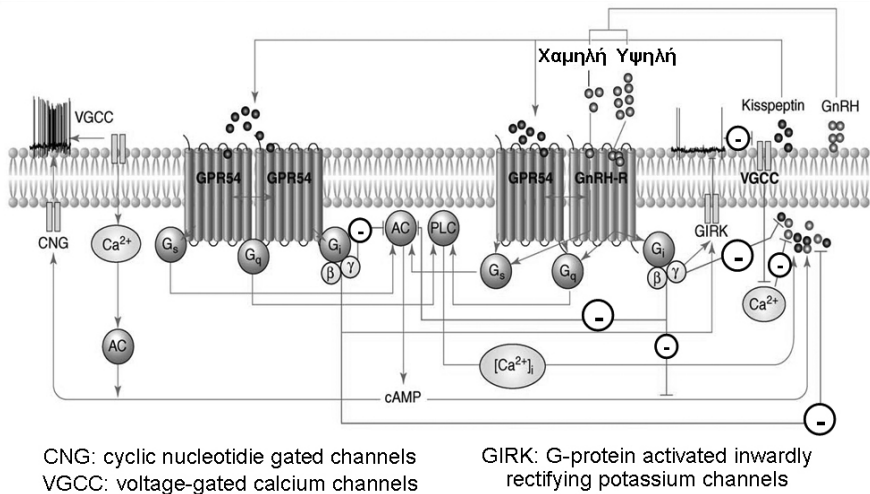 Χαμηλή Υψηλή
VGCC
Kisspeptin
GnRH
GPR54
GPR54
GPR54
GnRH-R
-
VGCC
CNG
Ca2+
Gs
Gq
Gi
β
γ
-
AC
PLC
Gs
Gq
Gi
β
γ
GIRK
-
-
Ca2+
AC
-
-
[Ca2+]i
cAMP
-
CNG: cyclic nucleotidie gated channels
VGCC: voltage-gated calcium channels
GIRK: G-protein activated inwardly
rectifying potassium channels